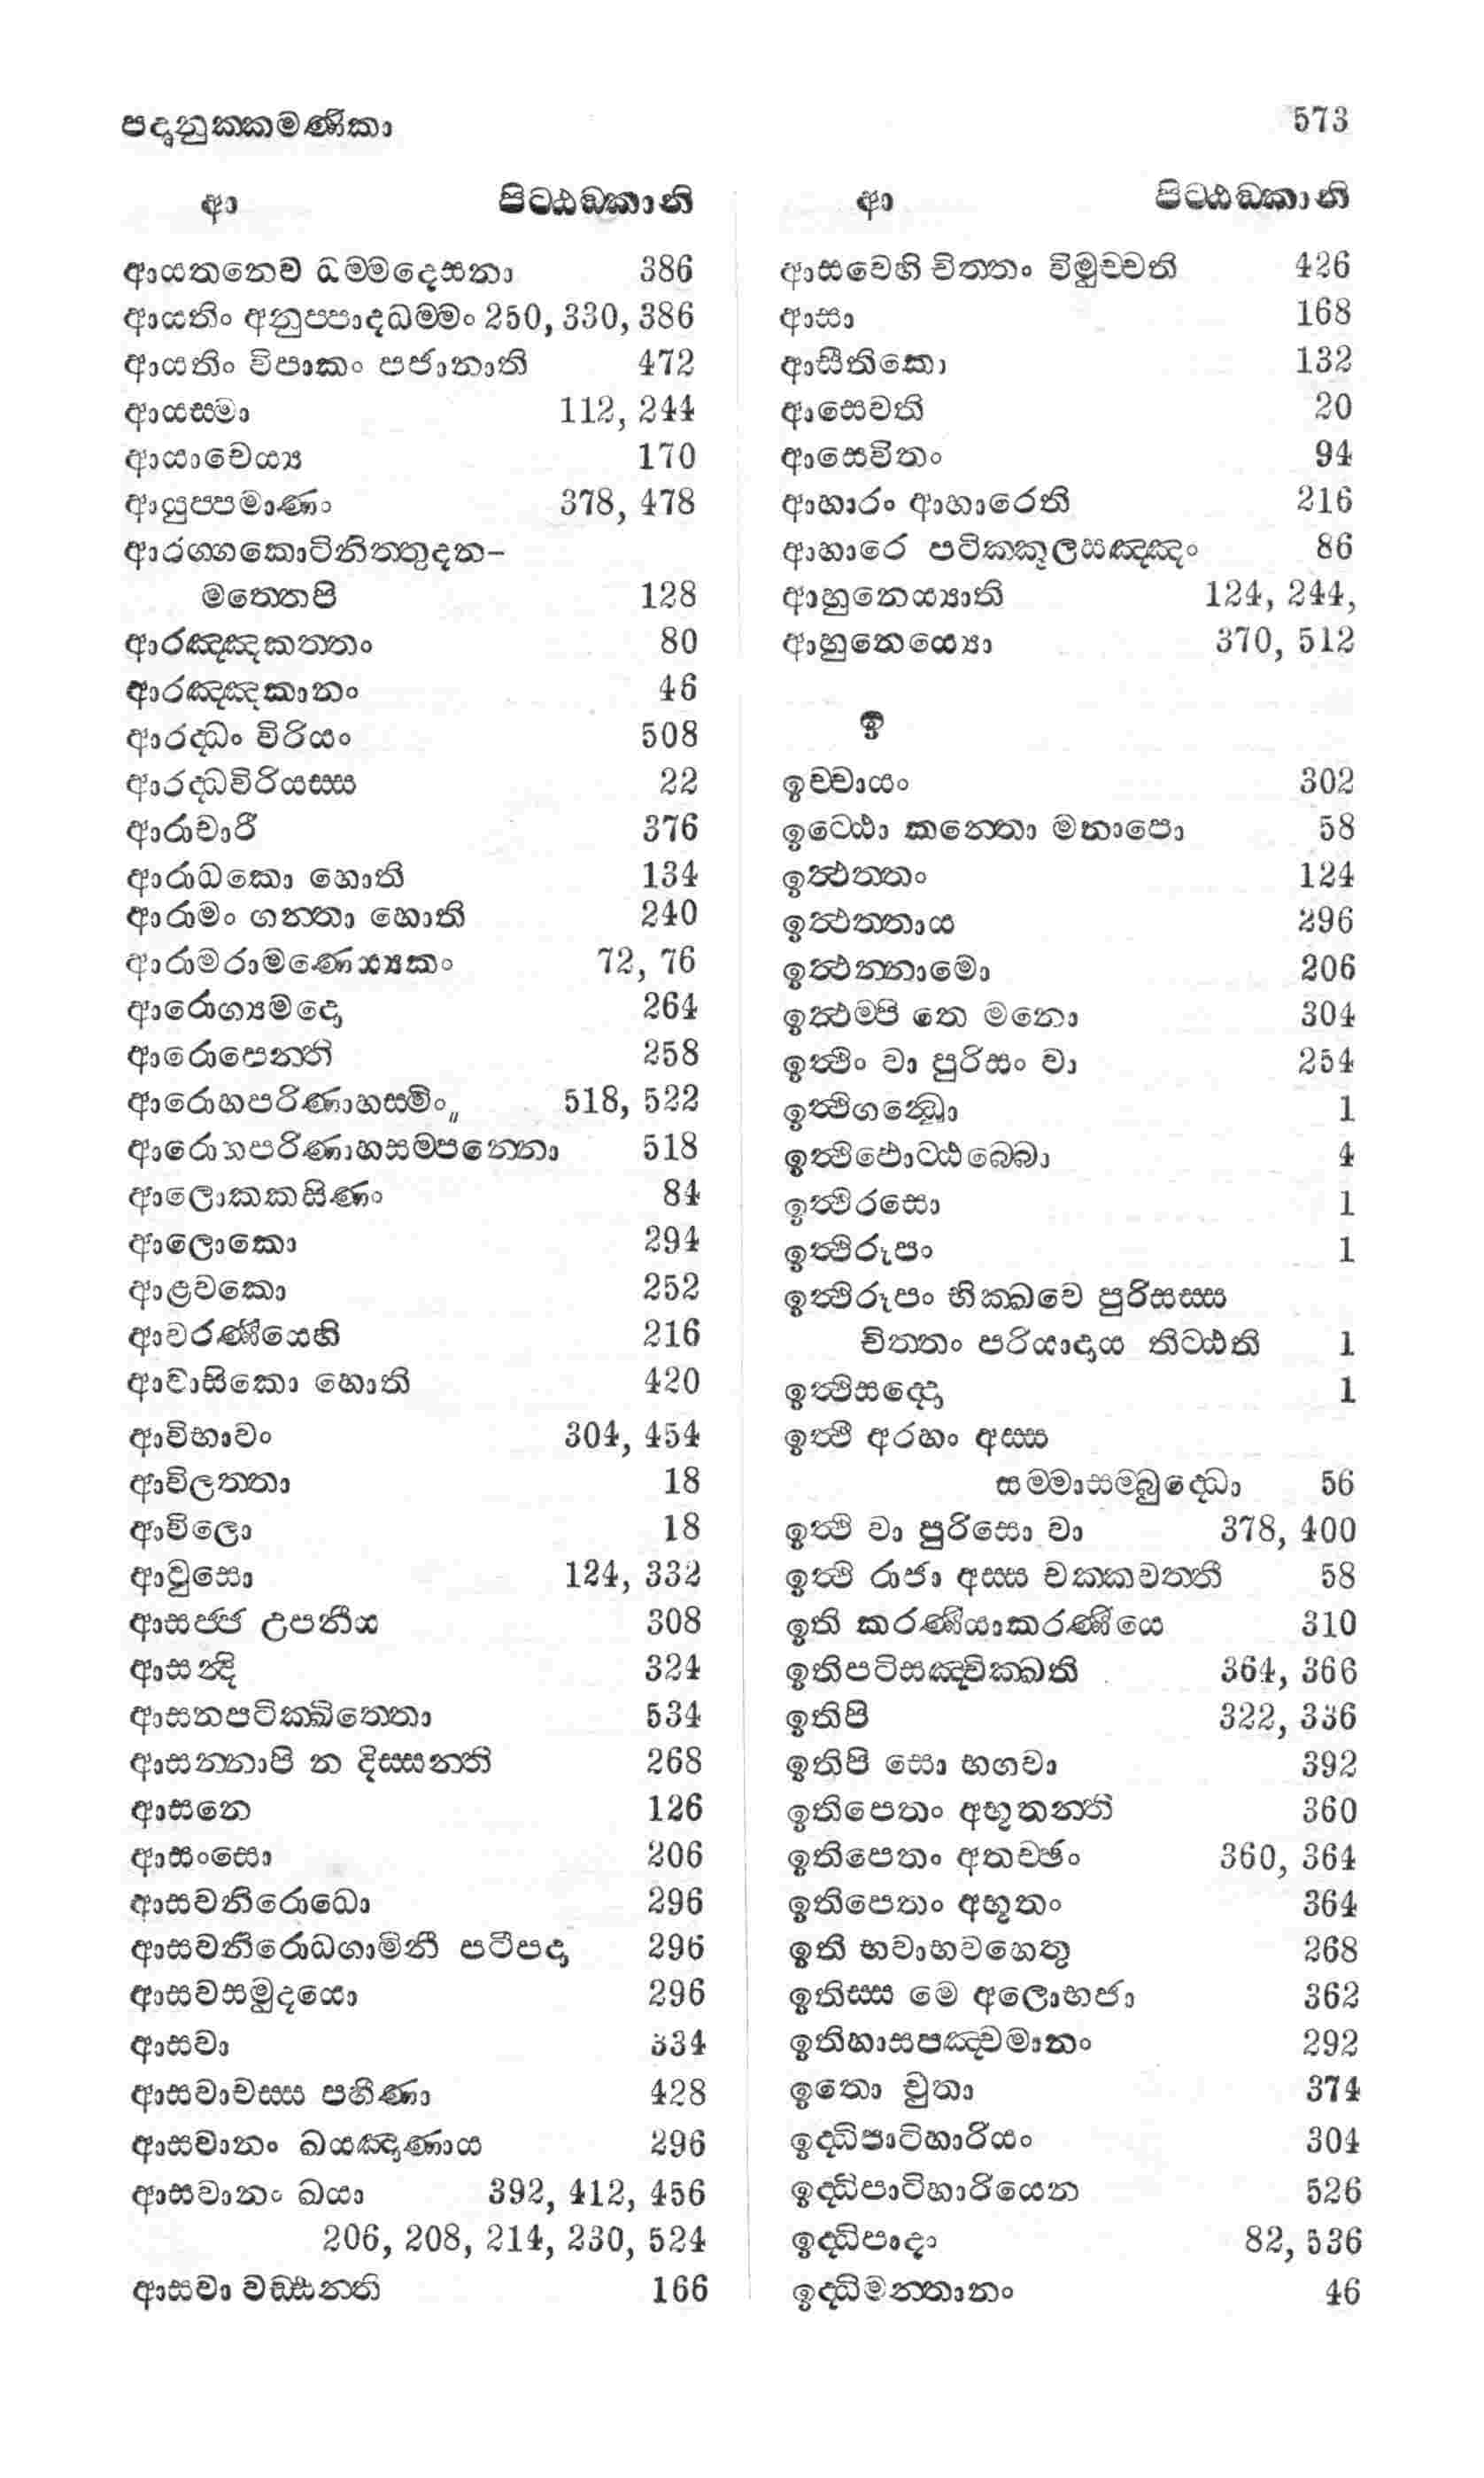 පදානුක්කමණිකා 573
ආ පිට්ඨඞ්කානි
ආයතනෙව ධම්මදෙසනා 386
ආයතිං අනුප්පාදධම්මං 250, 330, 386
ආයතිං විපාකං පජානාති 472
ආයස්මා 112, 244
ආයාචෙය්‍ය 170
ආයුප්පමාණං 378, 478
ආරග්ගකොටිනිත්තුදන-
මත්තෙපි 128
ආරඤ්ඤකත්තං 80
ආරඤ්ඤකානං 46
ආරද්ධං විරියං 508
ආරද්ධවිරියස්ස 22
ආරාචාරී 376
ආරාධකො හොති 134
ආරාමං ගන්තා හොති 240
ආරාමරාමණෙය්‍යකං 72, 76
ආරොග්‍යමදො 264
ආරොපෙන්ති 258
ආරොහපරිණාහස්මිං,, 518, 522
ආරොහපරිණාහසම්පන්නො 518
ආලොකකසිණං 84
ආලොකො 294
ආළවකො 252
ආවරණීයෙහි 216
ආවාසිකො හොති 420
ආවිභාවං 304, 454
ආවිලත්තා 18
ආවිලො 18
ආවුසො 124, 332
ආසජ්ජ උපනීය 308
ආසන්දි 324
ආසනපටික්ඛිත්තො 534
ආසන්නාපි න දිස්සන්ති 268
ආසනෙ 126
ආසංසො 206
ආසවනිරොධො 296
ආසවනිරොධගාමිනී පටිපදා 296
ආසවසමුදයො 296
ආසවා 334
ආසවාචස්ස පහීණා 428
ආසවානං ඛයඤාණාය 296
ආසවානං ඛයා 392, 412, 456
206, 208, 214, 230, 524
ආසවා වඩ්ඪන්ති 166
ආ පිට්ඨඞ්කානි
ආසවෙහි චිත්තං විමුච්චති 426
ආසා 168
ආසීතිකො 132
ආසෙවති 20
ආසෙවිතං 94
ආහාරං ආහාරෙති 216
ආහාරෙ පටික්කූලසඤ්ඤං 86
ආහුනෙය්‍යාති 124, 244,
ආහුනෙය්‍යො 370, 512
ඉ
ඉච්චායං 302
ඉට්ඨො කන්තො මනාපො 58
ඉත්ථත්තං 124
ඉත්ථත්තාය 296
ඉත්ථන්නාමො 206
ඉත්ථම්පි තෙ මනො 304
ඉත්ථිං වා පුරිසං වා 254
ඉත්ථිගන්ධො 1
ඉත්ථිඵොට්ඨබ්බො 4
ඉත්ථිරසො 1
ඉත්ථිරූපං 1
ඉත්ථිරූපං භික්ඛවෙ පුරිසස්ස
චිත්තං පරියාදාය තිට්ඨති 1
ඉත්ථිසද්දො 1
ඉත්ථි අරහං අස්ස
සම්මාසම්බුද්ධො 56
ඉත්ථි වා පුරිසො වා 378, 400
ඉත්ථි රාජා අස්ස චක්කවත්තී 58
ඉති කරණීයාකරණීයෙ 310
ඉතිපටිසඤ්චික්ඛති 364, 366
ඉතිපි 322, 336
ඉතිපි සො භගවා 392
ඉතිපෙතං අභූතන්ති 360
ඉතිපෙතං අතච්ඡං 360, 364
ඉතිපෙතං අභූතං 364
ඉති භවාභවහෙතු 268
ඉතිස්ස මෙ අලොභජා 362
ඉතිහාසපඤ්චමානං 292
ඉතො චුතා 374
ඉද්ධිපාටිහාරියං 304
ඉද්ධිපාටිහාරියෙන 526
ඉද්ධිපාදා 82, 536
ඉද්ධිමන්තානං 46